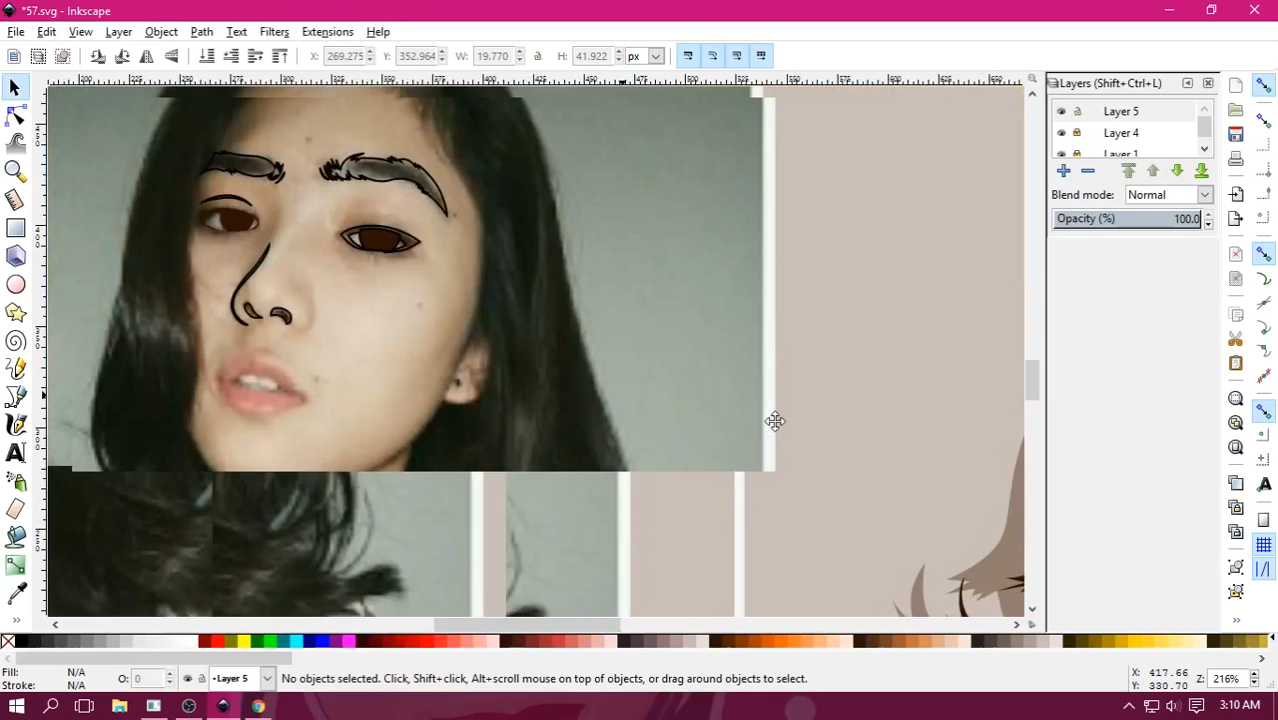 *57.svg - Inkscape
File Edit View Layer Object Path Text Filters Extensions Help
X: 269.275 Y: 352.964 W: 19.770 H: 41.922 px
Layers (Shift+Ctrl+L)
Layer 5
Layer 4
Layer 1
Blend mode: Normal
Opacity (%) 100.0
Fill: N/A
Stroke: N/A
O: 0
Layer 5
No objects selected. Click, Shift+click, Alt+scroll mouse on top of objects, or drag around objects to select.
X: 417.66
Y: 330.70
Z: 216%
3:10 AM